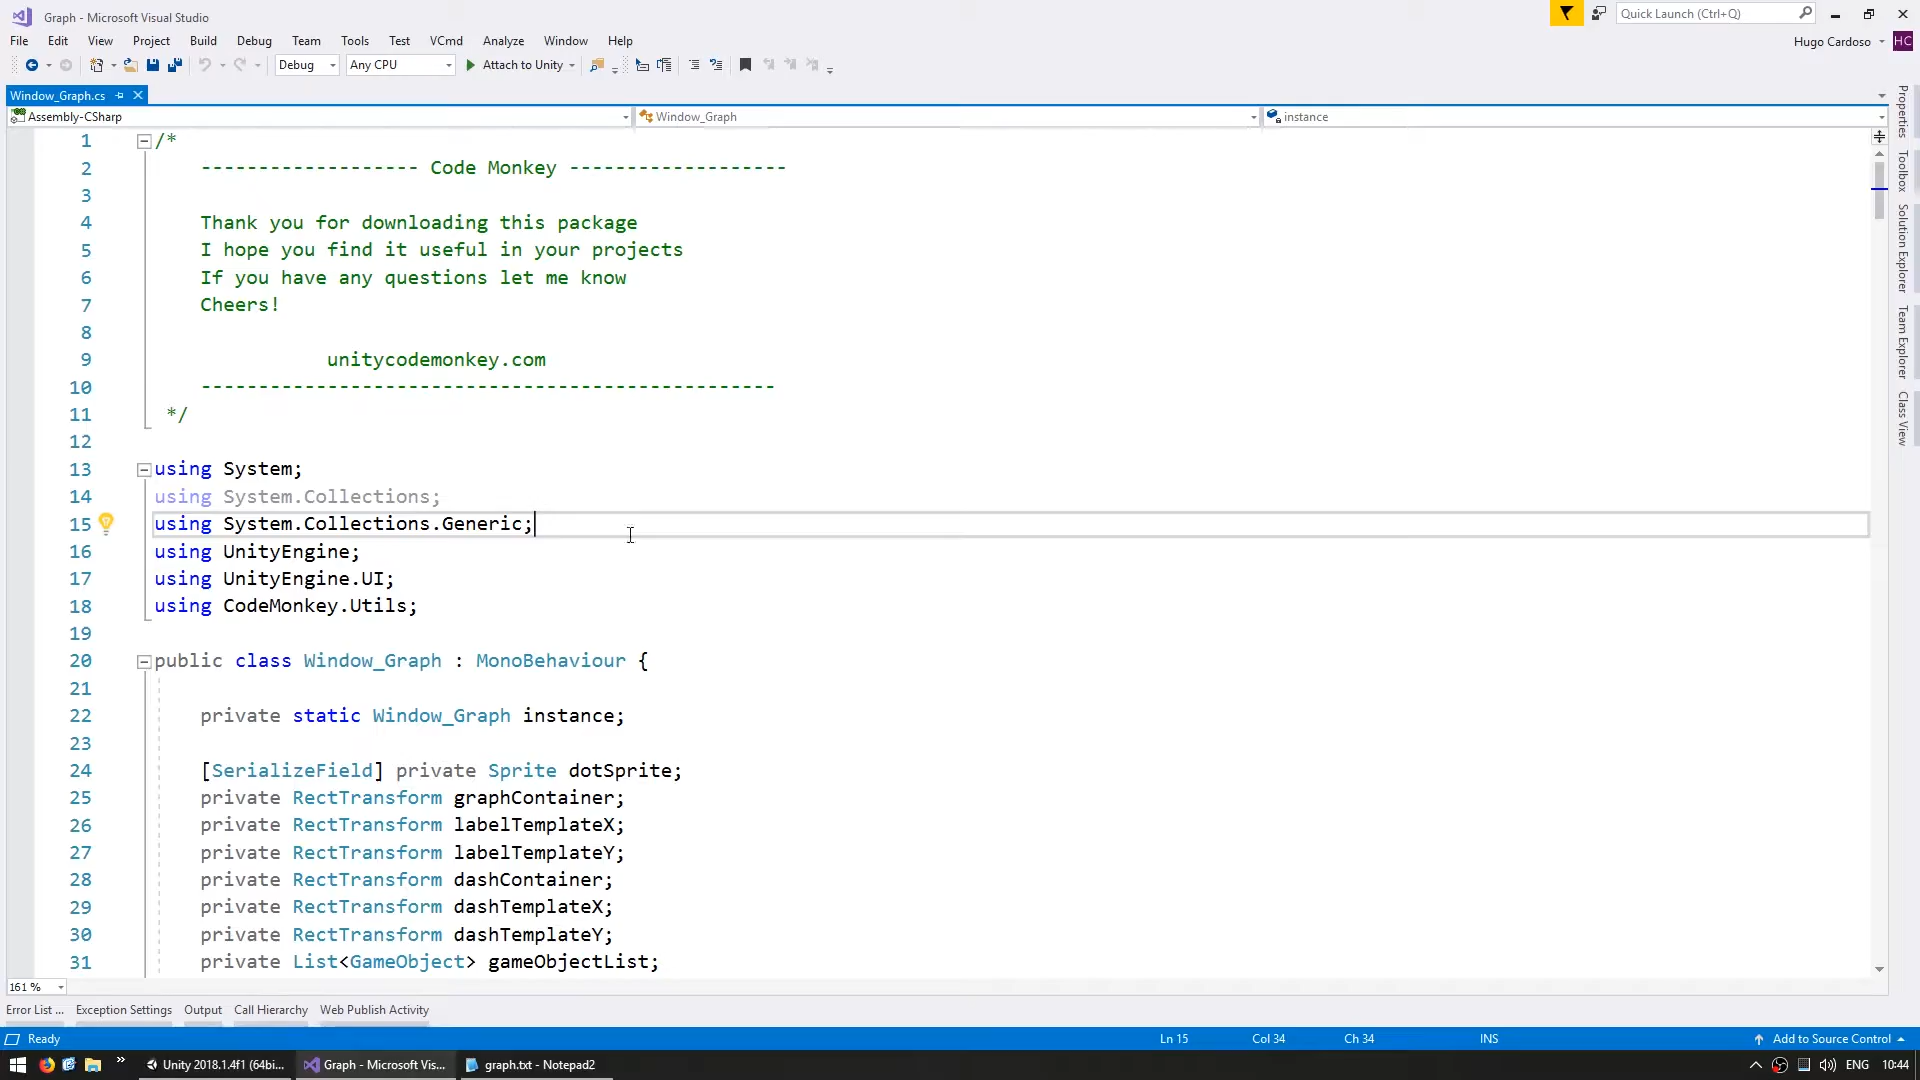 Graph - Microsoft Visual Studio
Quick Launch (Ctrl+Q)
File Edit View Project Build Debug Team Tools Test VCmd Analyze Window Help
Hugo Cardoso HC
Debug Any CPU Attach to Unity
Window_Graph.cs
Assembly-CSharp Window_Graph instance
1 /*
2 ------------------- Code Monkey -------------------
3
4 Thank you for downloading this package
5 I hope you find it useful in your projects
6 If you have any questions let me know
7 Cheers!
8
9 unitycodemonkey.com
10 --------------------------------------------------
11 */
12
13 using System;
14 using System.Collections;
15 using System.Collections.Generic;
16 using UnityEngine;
17 using UnityEngine.UI;
18 using CodeMonkey.Utils;
19
20 public class Window_Graph : MonoBehaviour {
21
22 private static Window_Graph instance;
23
24 [SerializeField] private Sprite dotSprite;
25 private RectTransform graphContainer;
26 private RectTransform labelTemplateX;
27 private RectTransform labelTemplateY;
28 private RectTransform dashContainer;
29 private RectTransform dashTemplateX;
30 private RectTransform dashTemplateY;
31 private List<GameObject> gameObjectList;
Properties
Toolbox
Solution Explorer
Team Explorer
Class View
161 %
Error List ... Exception Settings Output Call Hierarchy Web Publish Activity
Ready Ln 15 Col 34 Ch 34 INS Add to Source Control
Unity 2018.1.4f1 (64bi... Graph - Microsoft Vis... graph.txt - Notepad2 ENG 10:44